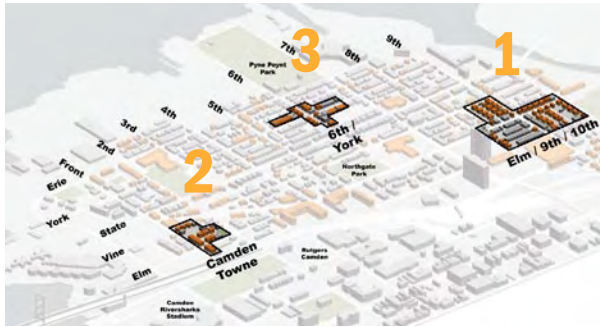 1
2
3
9th
8th
7th
6th
5th
4th
3rd
2nd
Front
Erie
York
State
Vine
Elm
Pyne Poynt
Park
6th /
York
Elm / 9th / 10th
Northgate
Park
Camden
Towne
Rutgers
Camden
Camden
Riversharks
Stadium